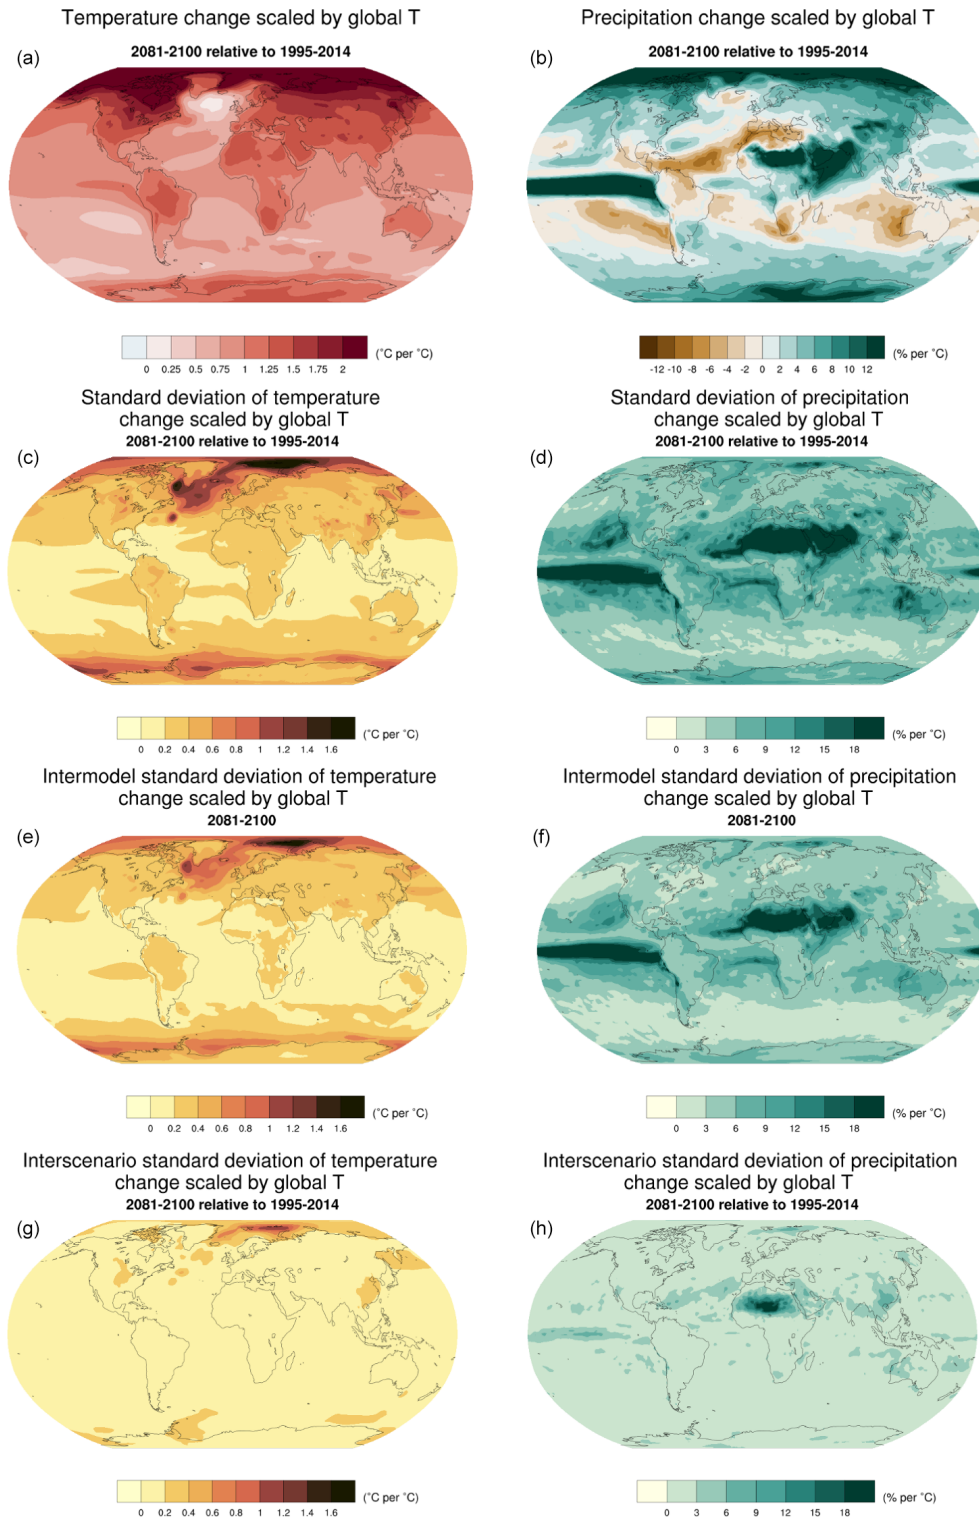 Temperature change scaled by global T
Precipitation change scaled by global T
(a)
2081-2100 relative to 1995-2014
(b)
2081-2100 relative to 1995-2014
0 0.25 0.5 0.75 1 1.25 1.5 1.75 2
(˚C per ˚C)
-12 -10 -8 -6 -4 -2 0 2 4 6 8 10 12
(% per ˚C)
Standard deviation of temperature
change scaled by global T
2081-2100 relative to 1995-2014
(c)
Standard deviation of precipitation
change scaled by global T
2081-2100 relative to 1995-2014
(d)
0 0.2 0.4 0.6 0.8 1 1.2 1.4 1.6
(˚C per ˚C)
0 3 6 9 12 15 18
(% per ˚C)
Intermodel standard deviation of temperature
change scaled by global T
2081-2100
(e)
Intermodel standard deviation of precipitation
change scaled by global T
2081-2100
(f)
0 0.2 0.4 0.6 0.8 1 1.2 1.4 1.6
(˚C per ˚C)
0 3 6 9 12 15 18
(% per ˚C)
Interscenario standard deviation of temperature
change scaled by global T
2081-2100 relative to 1995-2014
(g)
Interscenario standard deviation of precipitation
change scaled by global T
2081-2100 relative to 1995-2014
(h)
0 0.2 0.4 0.6 0.8 1 1.2 1.4 1.6
(˚C per ˚C)
0 3 6 9 12 15 18
(% per ˚C)